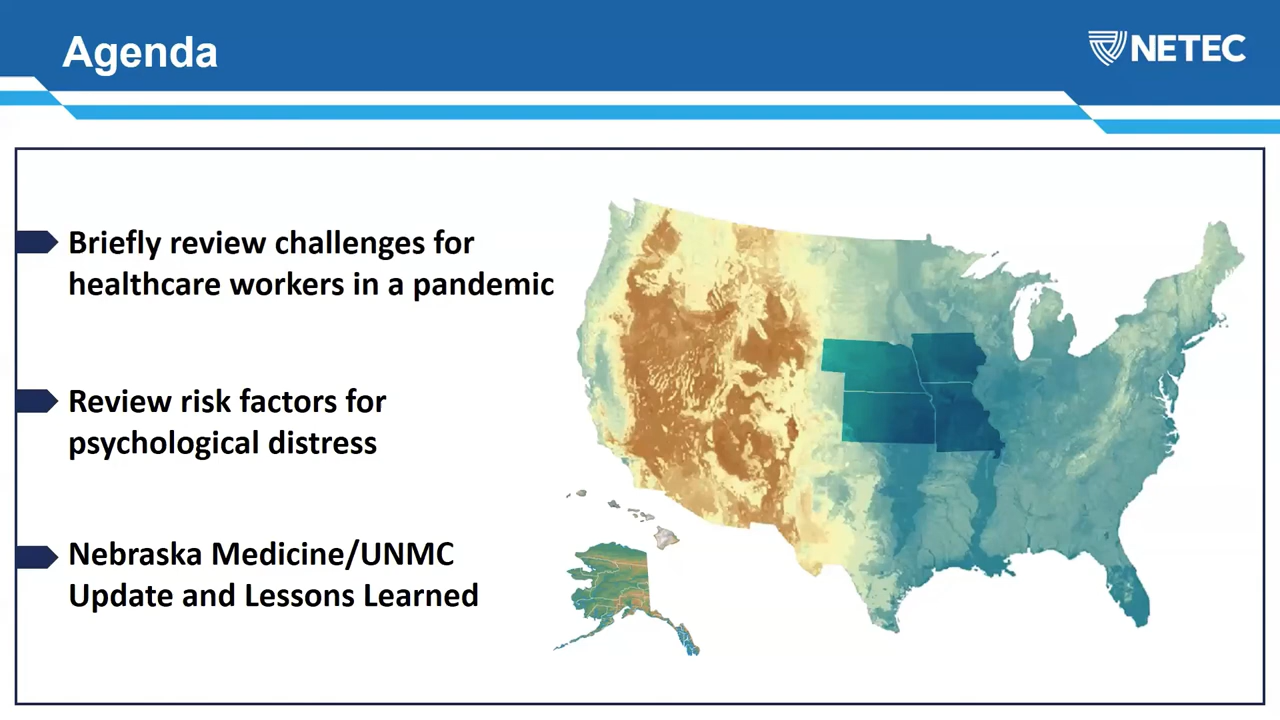 Agenda
NETEC
Briefly review challenges for
healthcare workers in a pandemic
Review risk factors for
psychological distress
Nebraska Medicine/UNMC
Update and Lessons Learned